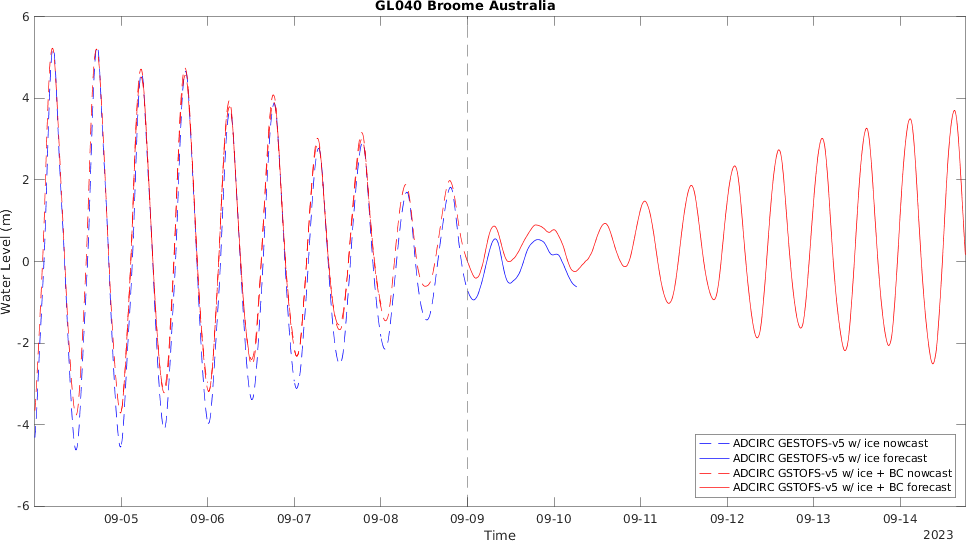 GL040 Broome Australia
6
4
2
0
-2
-4
-6
Water Level (m)
09-05
09-06
09-07
09-08
09-09
09-10
09-11
09-12
09-13
09-14
Time
2023
ADCIRC GESTOFS-v5 w/ ice nowcast
ADCIRC GESTOFS-v5 w/ ice forecast
ADCIRC GSTOFS-v5 w/ ice + BC nowcast
ADCIRC GSTOFS-v5 w/ ice + BC forecast